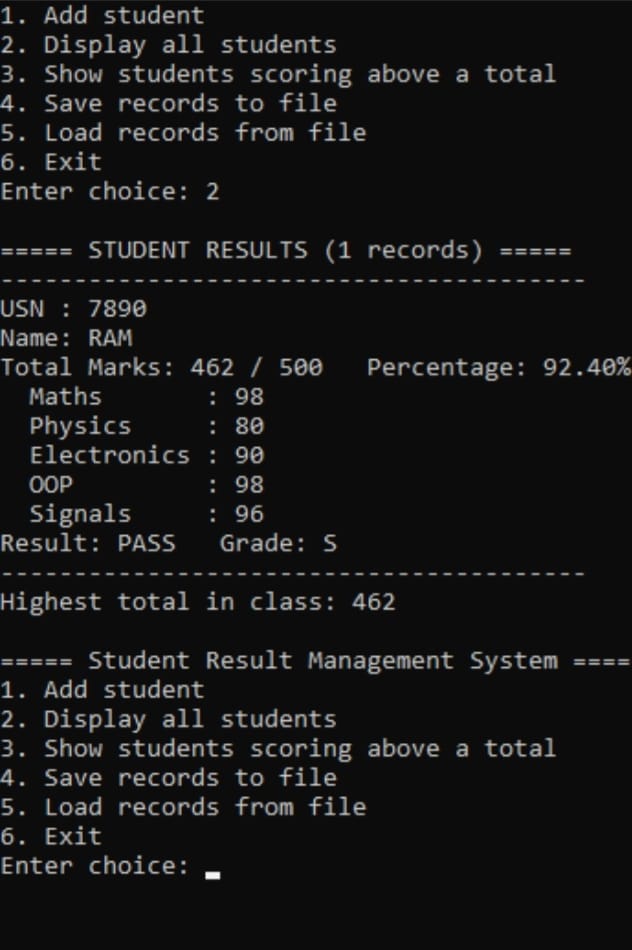 1. Add student
2. Display all students
3. Show students scoring above a total
4. Save records to file
5. Load records from file
6. Exit
Enter choice: 2
===== STUDENT RESULTS (1 records) =====
----------------------------------------
USN : 7890
Name: RAM
Total Marks: 462 / 500   Percentage: 92.40%
  Maths       : 98
  Physics     : 80
  Electronics : 90
  OOP         : 98
  Signals     : 96
Result: PASS   Grade: S
----------------------------------------
Highest total in class: 462
===== Student Result Management System ====
1. Add student
2. Display all students
3. Show students scoring above a total
4. Save records to file
5. Load records from file
6. Exit
Enter choice: